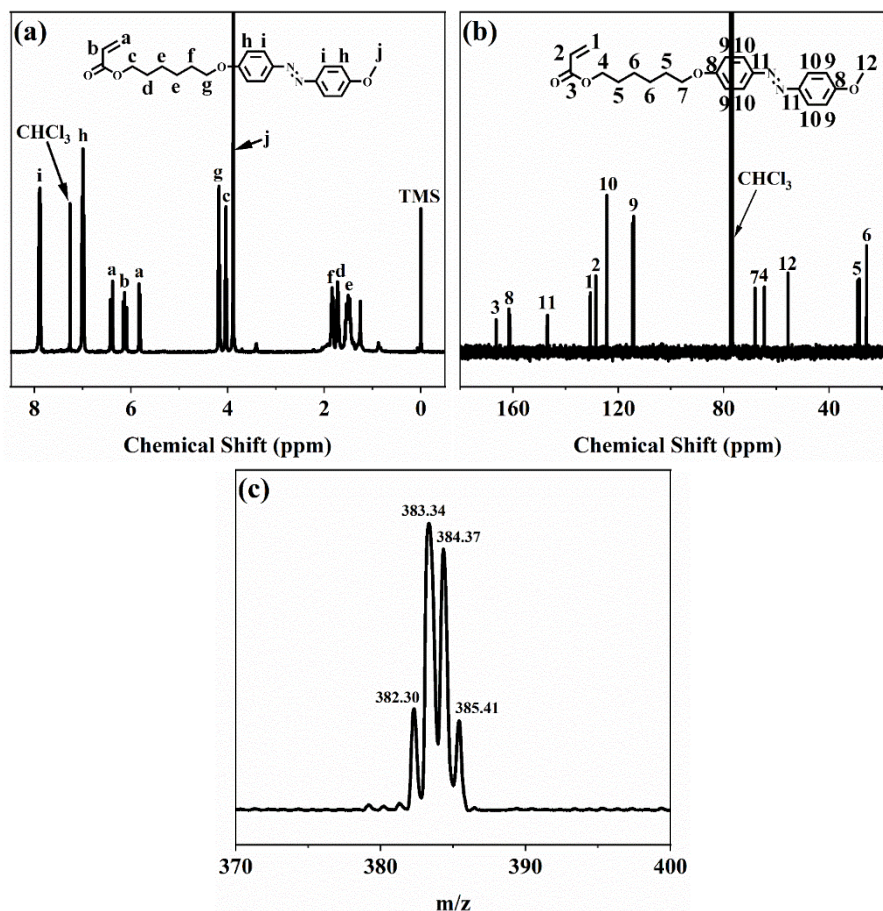 (a)
a
b
O
O
c
d
e
e
f
g
O
h i
N
N
i h
O
j
CHCl3
h
i
a
b
a
g
c
j
f
d
e
TMS
8 6 4 2 0
Chemical Shift (ppm)
(b)
1
2
O
3
O
4
5
6
6
5
7
O
8
9 10
11
N
N
9 10
11
10 9
8
O
12
10 9
CHCl3
3
8
11
1
2
10
9
7 4
12
5
6
160 120 80 40
Chemical Shift (ppm)
(c)
383.34
384.37
382.30
385.41
370 380 390 400
m/z